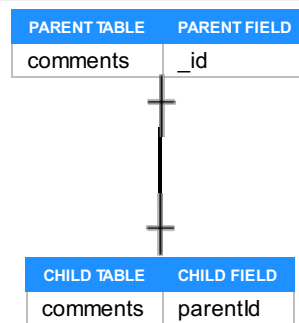 PARENT TABLE PARENT FIELD
comments _id
CHILD TABLE CHILD FIELD
comments parentId